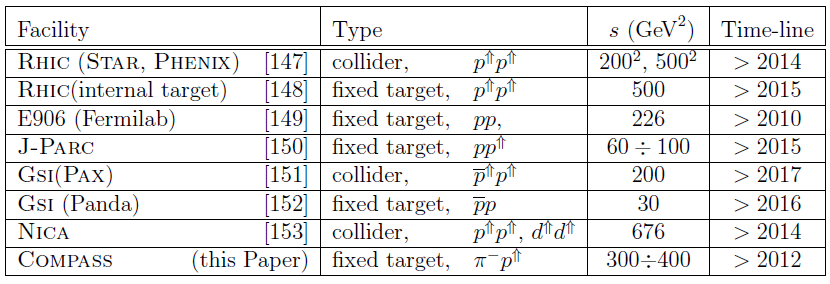 Facility Type s (GeV²) Time-line
RHIC (STAR, PHENIX) [147] collider, p⇑p⇑ 200², 500² > 2014
RHIC(internal target) [148] fixed target, p⇑p⇑ 500 > 2015
E906 (Fermilab) [149] fixed target, pp, 226 > 2010
J-PARC [150] fixed target, pp⇑ 60 ÷ 100 > 2015
GSI(PAX) [151] collider, p̅⇑p⇑ 200 > 2017
GSI (Panda) [152] fixed target, p̅p 30 > 2016
NICA [153] collider, p⇑p⇑, d⇑d⇑ 676 > 2014
COMPASS (this Paper) fixed target, π⁻p⇑ 300÷400 > 2012